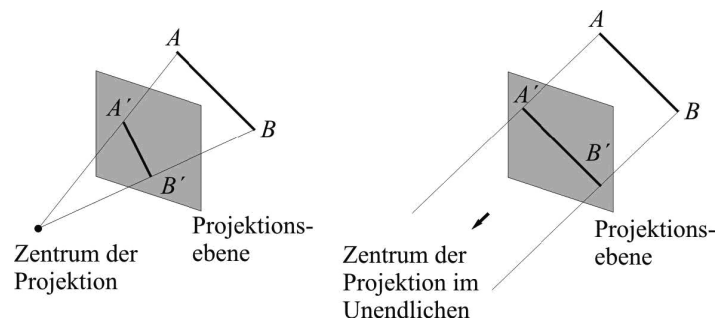 A
A´
B
B´
Projektions-
ebene
Zentrum der
Projektion
A
A´
B
B´
Projektions-
ebene
Zentrum der
Projektion im
Unendlichen